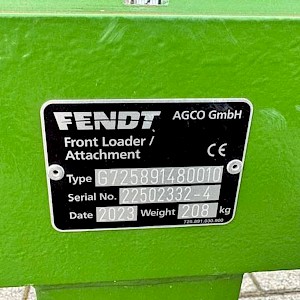 FENDT AGCO GmbH
Front Loader /
Attachment CE
Type G725891480010
Serial No. 22502332-4
Date 2023 Weight 208 kg